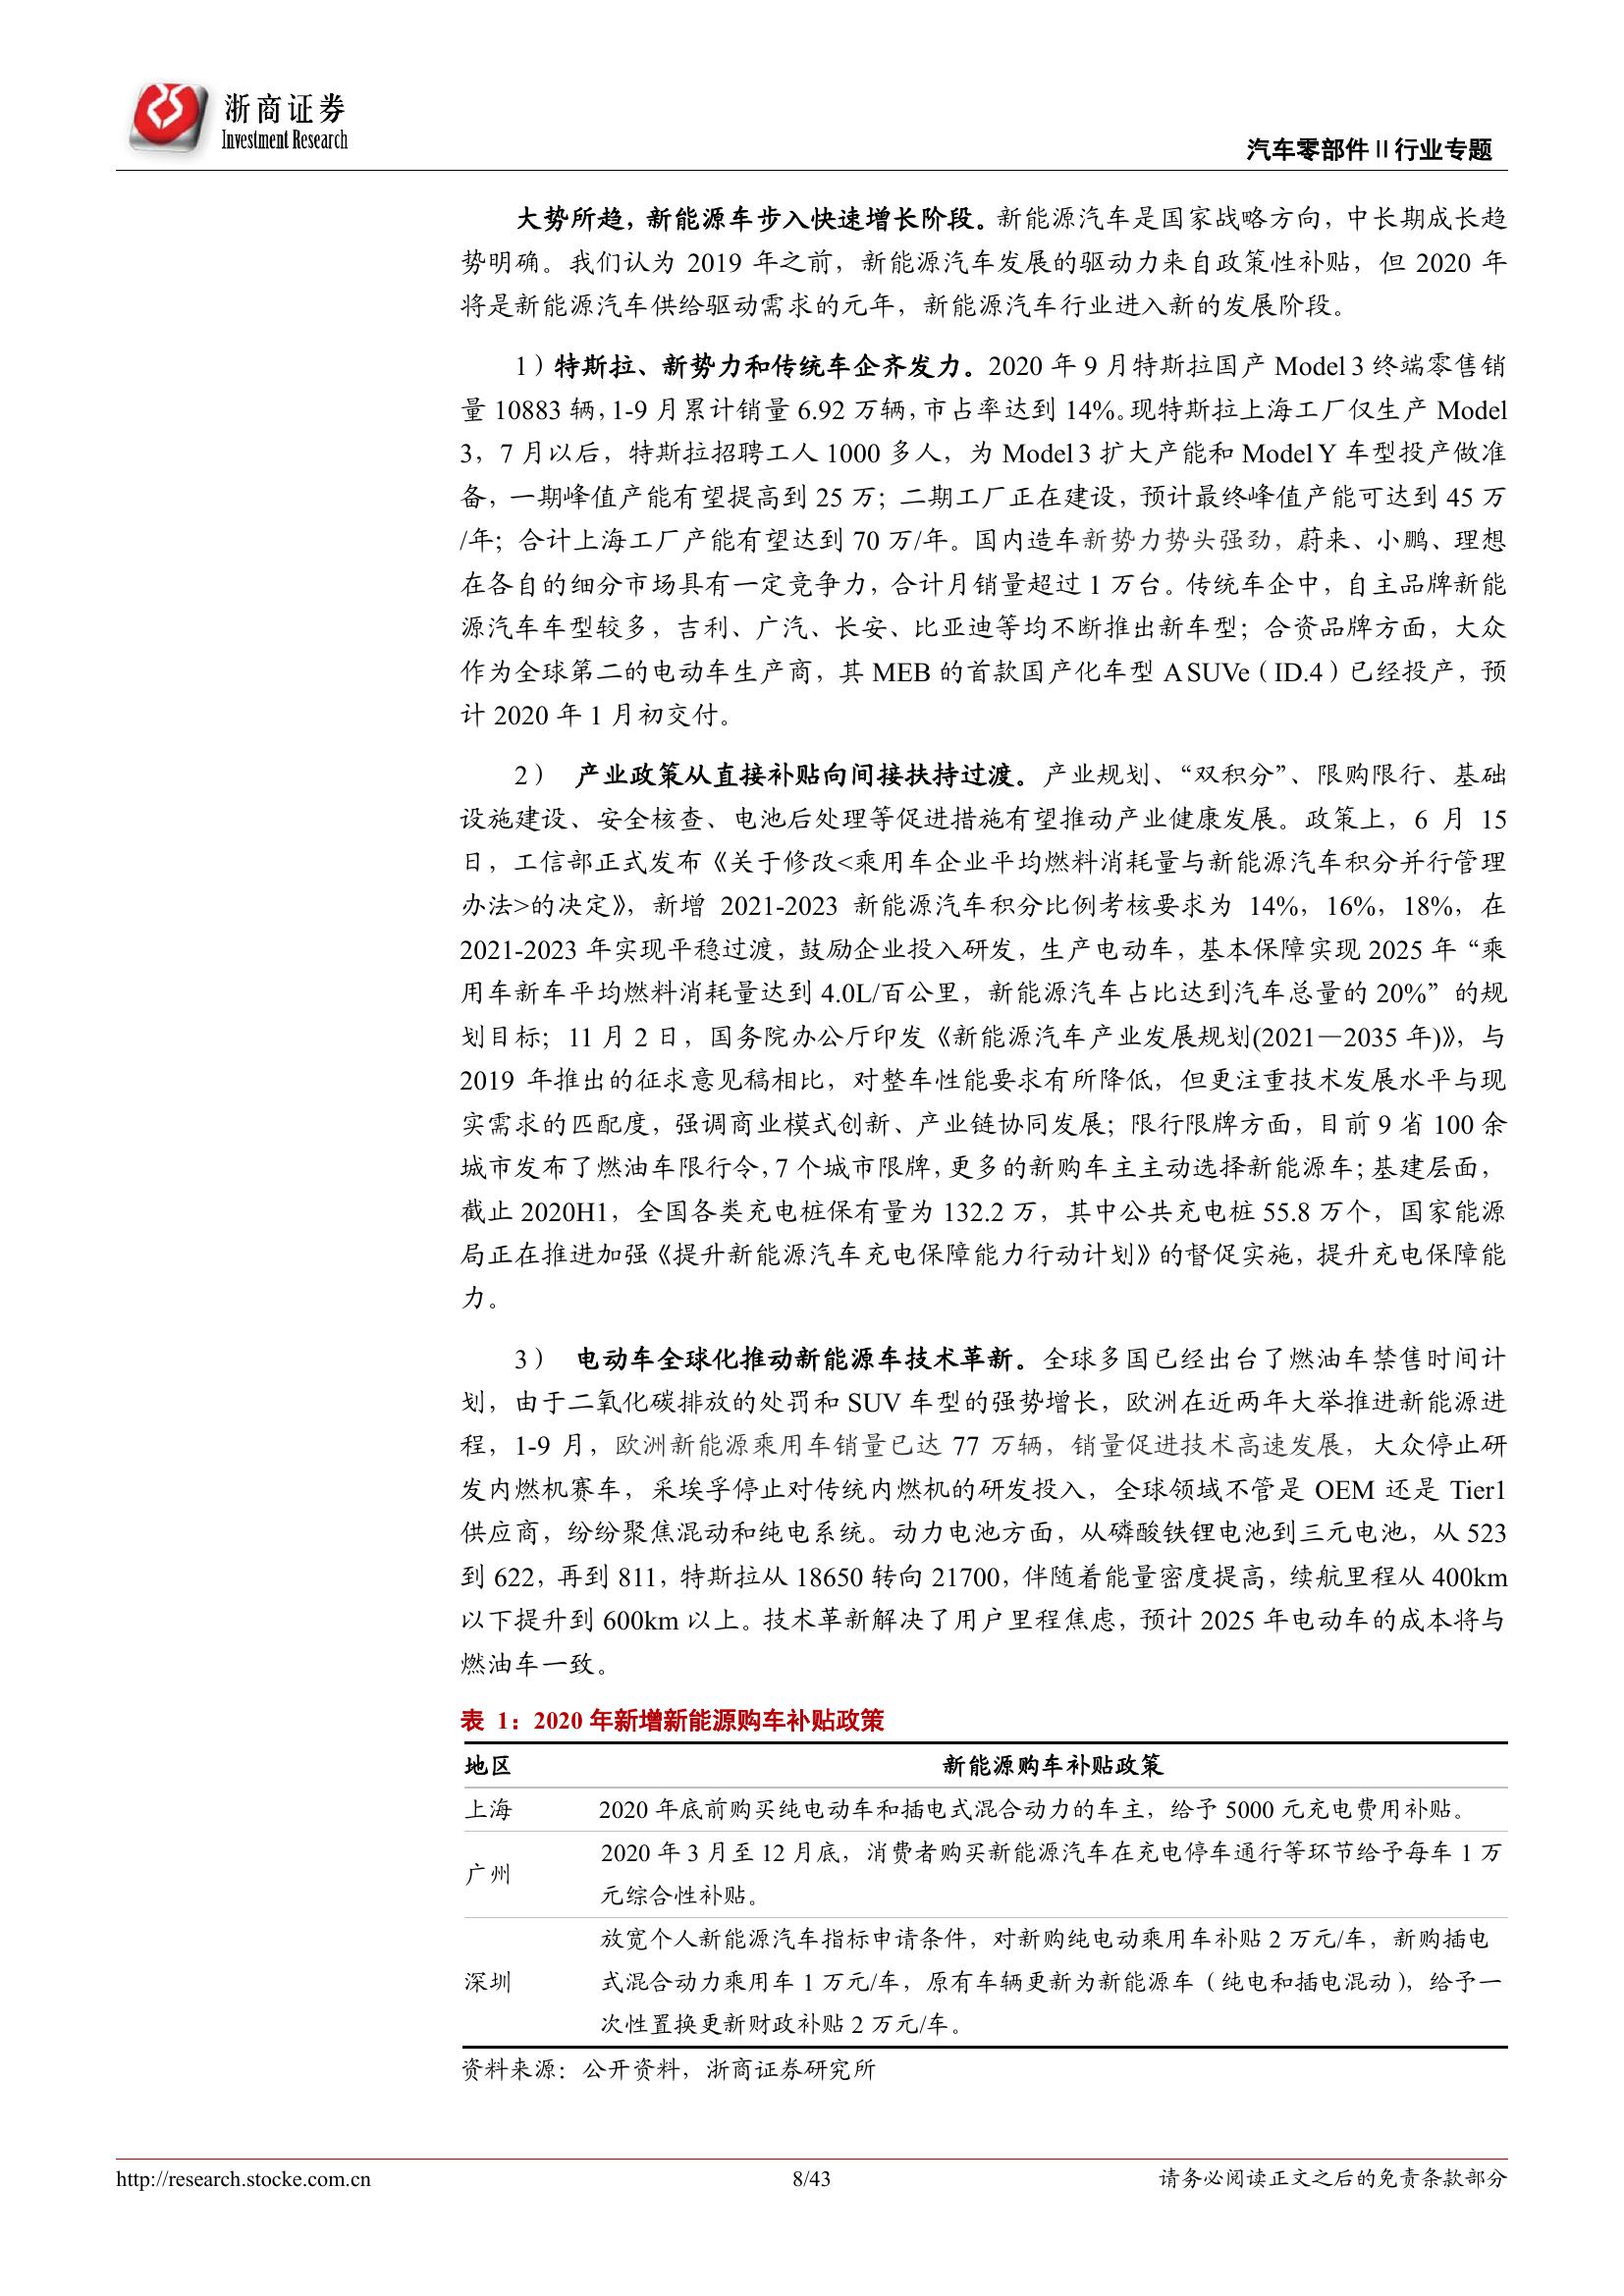 浙商证券
Investment Research
汽车零部件Ⅱ行业专题
大势所趋，新能源车步入快速增长阶段。新能源汽车是国家战略方向，中长期成长趋
势明确。我们认为 2019 年之前，新能源汽车发展的驱动力来自政策性补贴，但 2020 年
将是新能源汽车供给驱动需求的元年，新能源汽车行业进入新的发展阶段。
1）特斯拉、新势力和传统车企齐发力。2020 年 9 月特斯拉国产 Model 3 终端零售销
量 10883 辆，1-9 月累计销量 6.92 万辆，市占率达到 14%。现特斯拉上海工厂仅生产 Model
3，7 月以后，特斯拉招聘工人 1000 多人，为 Model 3 扩大产能和 Model Y 车型投产做准
备，一期峰值产能有望提高到 25 万；二期工厂正在建设，预计最终峰值产能可达到 45 万
/年；合计上海工厂产能有望达到 70 万/年。国内造车新势力势头强劲，蔚来、小鹏、理想
在各自的细分市场具有一定竞争力，合计月销量超过 1 万台。传统车企中，自主品牌新能
源汽车车型较多，吉利、广汽、长安、比亚迪等均不断推出新车型；合资品牌方面，大众
作为全球第二的电动车生产商，其 MEB 的首款国产化车型 A SUVe（ID.4）已经投产，预
计 2020 年 1 月初交付。
2） 产业政策从直接补贴向间接扶持过渡。产业规划、“双积分”、限购限行、基础
设施建设、安全核查、电池后处理等促进措施有望推动产业健康发展。政策上，6 月 15
日，工信部正式发布《关于修改<乘用车企业平均燃料消耗量与新能源汽车积分并行管理
办法>的决定》，新增 2021-2023 新能源汽车积分比例考核要求为 14%，16%，18%，在
2021-2023 年实现平稳过渡，鼓励企业投入研发，生产电动车，基本保障实现 2025 年“乘
用车新车平均燃料消耗量达到 4.0L/百公里，新能源汽车占比达到汽车总量的 20%”的规
划目标；11 月 2 日，国务院办公厅印发《新能源汽车产业发展规划(2021—2035 年)》，与
2019 年推出的征求意见稿相比，对整车性能要求有所降低，但更注重技术发展水平与现
实需求的匹配度，强调商业模式创新、产业链协同发展；限行限牌方面，目前 9 省 100 余
城市发布了燃油车限行令，7 个城市限牌，更多的新购车主主动选择新能源车；基建层面，
截止 2020H1，全国各类充电桩保有量为 132.2 万，其中公共充电桩 55.8 万个，国家能源
局正在推进加强《提升新能源汽车充电保障能力行动计划》的督促实施，提升充电保障能
力。
3） 电动车全球化推动新能源车技术革新。全球多国已经出台了燃油车禁售时间计
划，由于二氧化碳排放的处罚和 SUV 车型的强势增长，欧洲在近两年大举推进新能源进
程，1-9 月，欧洲新能源乘用车销量已达 77 万辆，销量促进技术高速发展，大众停止研
发内燃机赛车，采埃孚停止对传统内燃机的研发投入，全球领域不管是 OEM 还是 Tier1
供应商，纷纷聚焦混动和纯电系统。动力电池方面，从磷酸铁锂电池到三元电池，从 523
到 622，再到 811，特斯拉从 18650 转向 21700，伴随着能量密度提高，续航里程从 400km
以下提升到 600km 以上。技术革新解决了用户里程焦虑，预计 2025 年电动车的成本将与
燃油车一致。
表 1：2020 年新增新能源购车补贴政策
地区 新能源购车补贴政策
上海 2020 年底前购买纯电动车和插电式混合动力的车主，给予 5000 元充电费用补贴。
2020 年 3 月至 12 月底，消费者购买新能源汽车在充电停车通行等环节给予每车 1 万
广州
元综合性补贴。
放宽个人新能源汽车指标申请条件，对新购纯电动乘用车补贴 2 万元/车，新购插电
深圳 式混合动力乘用车 1 万元/车，原有车辆更新为新能源车（纯电和插电混动），给予一
次性置换更新财政补贴 2 万元/车。
资料来源：公开资料，浙商证券研究所
http://research.stocke.com.cn 8/43 请务必阅读正文之后的免责条款部分